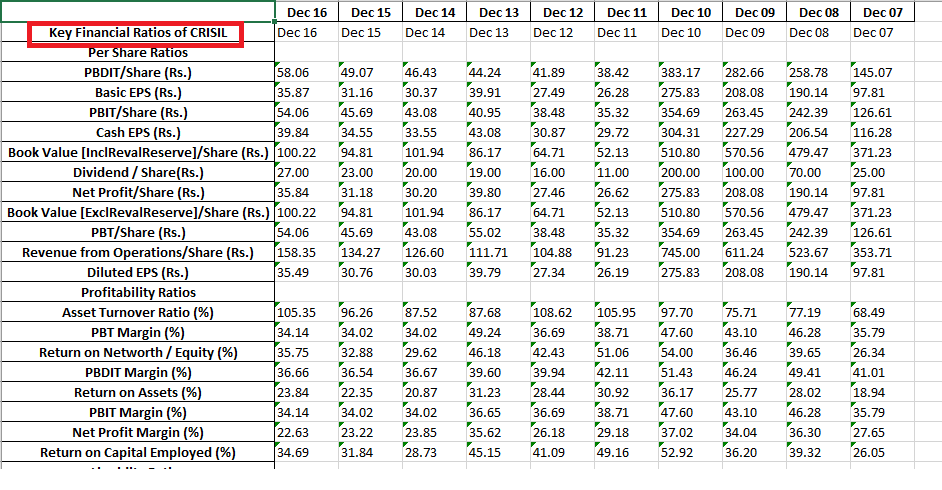 Dec 16 Dec 15 Dec 14 Dec 13 Dec 12 Dec 11 Dec 10 Dec 09 Dec 08 Dec 07
Key Financial Ratios of CRISIL Dec 16 Dec 15 Dec 14 Dec 13 Dec 12 Dec 11 Dec 10 Dec 09 Dec 08 Dec 07
Per Share Ratios
PBDIT/Share (Rs.) 58.06 49.07 46.43 44.24 41.89 38.42 383.17 282.66 258.78 145.07
Basic EPS (Rs.) 35.87 31.16 30.37 39.91 27.49 26.28 275.83 208.08 190.14 97.81
PBIT/Share (Rs.) 54.06 45.69 43.08 40.95 38.48 35.32 354.69 263.45 242.39 126.61
Cash EPS (Rs.) 39.84 34.55 33.55 43.08 30.87 29.72 304.31 227.29 206.54 116.28
Book Value [InclRevalReserve]/Share (Rs.) 100.22 94.81 101.94 86.17 64.71 52.13 510.80 570.56 479.47 371.23
Dividend / Share(Rs.) 27.00 23.00 20.00 19.00 16.00 11.00 200.00 100.00 70.00 25.00
Net Profit/Share (Rs.) 35.84 31.18 30.20 39.80 27.46 26.62 275.83 208.08 190.14 97.81
Book Value [ExclRevalReserve]/Share (Rs.) 100.22 94.81 101.94 86.17 64.71 52.13 510.80 570.56 479.47 371.23
PBT/Share (Rs.) 54.06 45.69 43.08 55.02 38.48 35.32 354.69 263.45 242.39 126.61
Revenue from Operations/Share (Rs.) 158.35 134.27 126.60 111.71 104.88 91.23 745.00 611.24 523.67 353.71
Diluted EPS (Rs.) 35.49 30.76 30.03 39.79 27.34 26.19 275.83 208.08 190.14 97.81
Profitability Ratios
Asset Turnover Ratio (%) 105.35 96.26 87.52 87.68 108.62 105.95 97.70 75.71 77.19 68.49
PBT Margin (%) 34.14 34.02 34.02 49.24 36.69 38.71 47.60 43.10 46.28 35.79
Return on Networth / Equity (%) 35.75 32.88 29.62 46.18 42.43 51.06 54.00 36.46 39.65 26.34
PBDIT Margin (%) 36.66 36.54 36.67 39.60 39.94 42.11 51.43 46.24 49.41 41.01
Return on Assets (%) 23.84 22.35 20.87 31.23 28.44 30.92 36.17 25.77 28.02 18.94
PBIT Margin (%) 34.14 34.02 34.02 36.65 36.69 38.71 47.60 43.10 46.28 35.79
Net Profit Margin (%) 22.63 23.22 23.85 35.62 26.18 29.18 37.02 34.04 36.30 27.65
Return on Capital Employed (%) 34.69 31.84 28.73 45.15 41.09 49.16 52.92 36.20 39.32 26.05